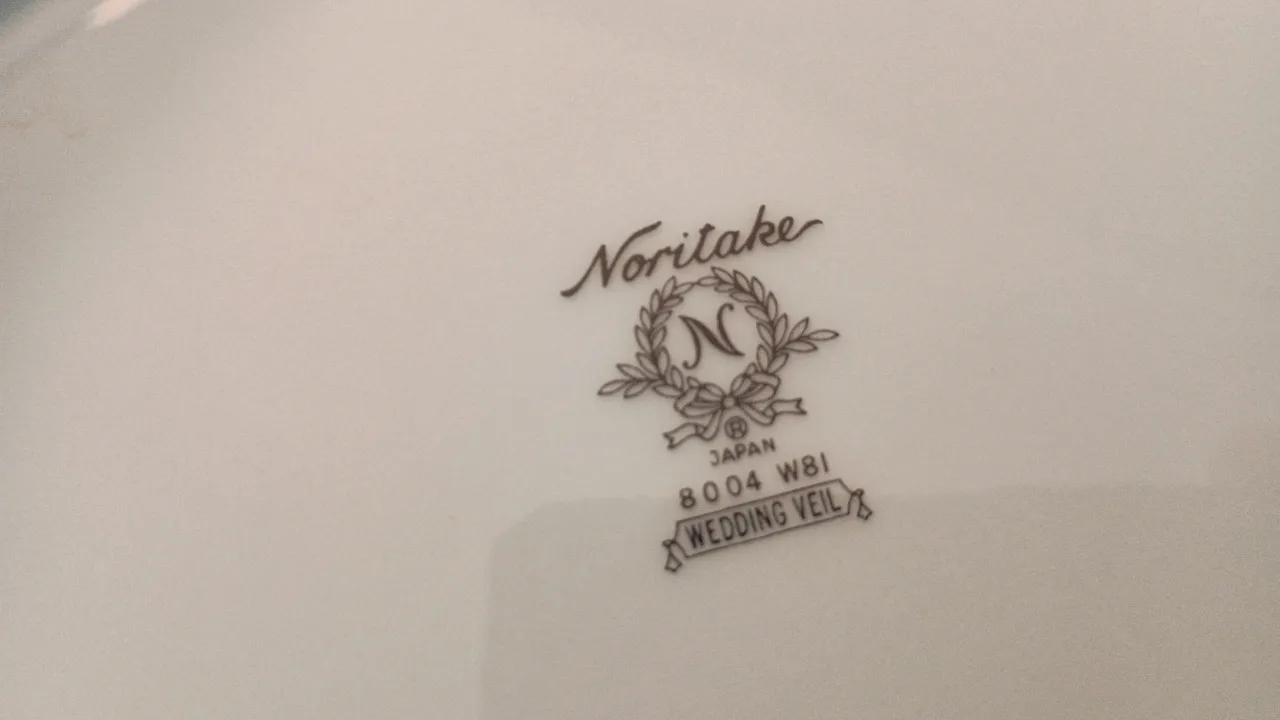 Noritake
N
®
JAPAN
8004 W81
WEDDING VEIL